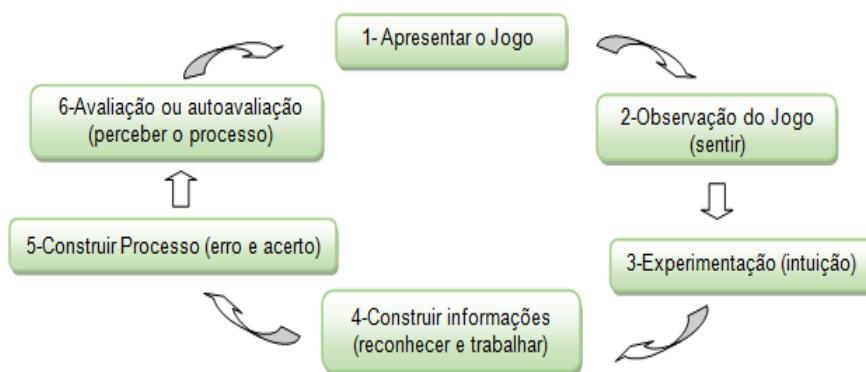 1- Apresentar o Jogo
2-Observação do Jogo
(sentir)
3-Experimentação (intuição)
4-Construir informações
(reconhecer e trabalhar)
5-Construir Processo (erro e acerto)
6-Avaliação ou autoavaliação
(perceber o processo)